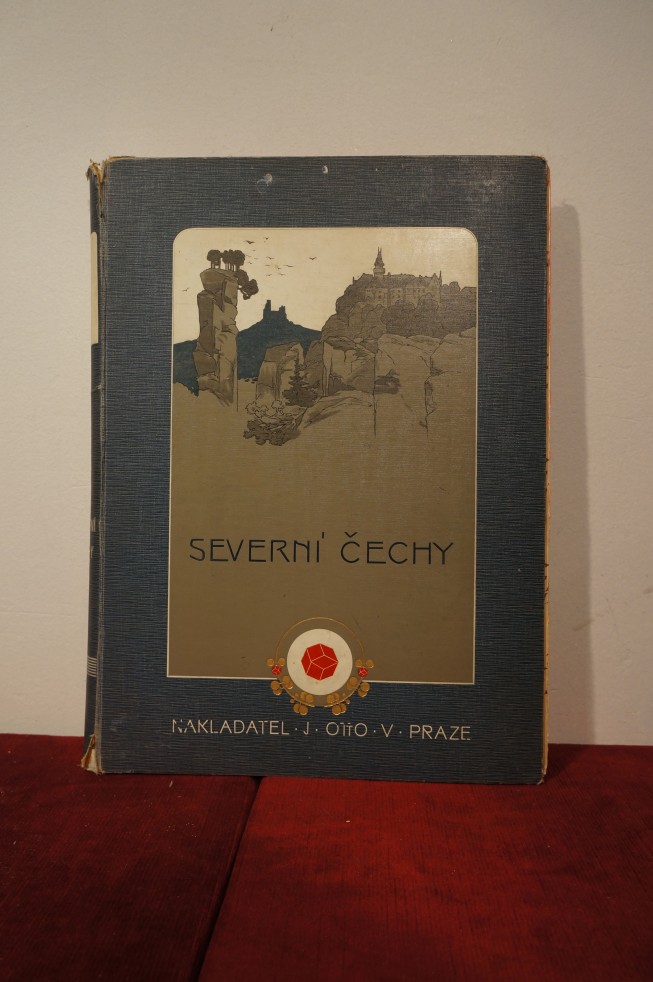 SEVERNÍ ČECHY
NAKLADATEL · J · OTTO · V · PRAZE